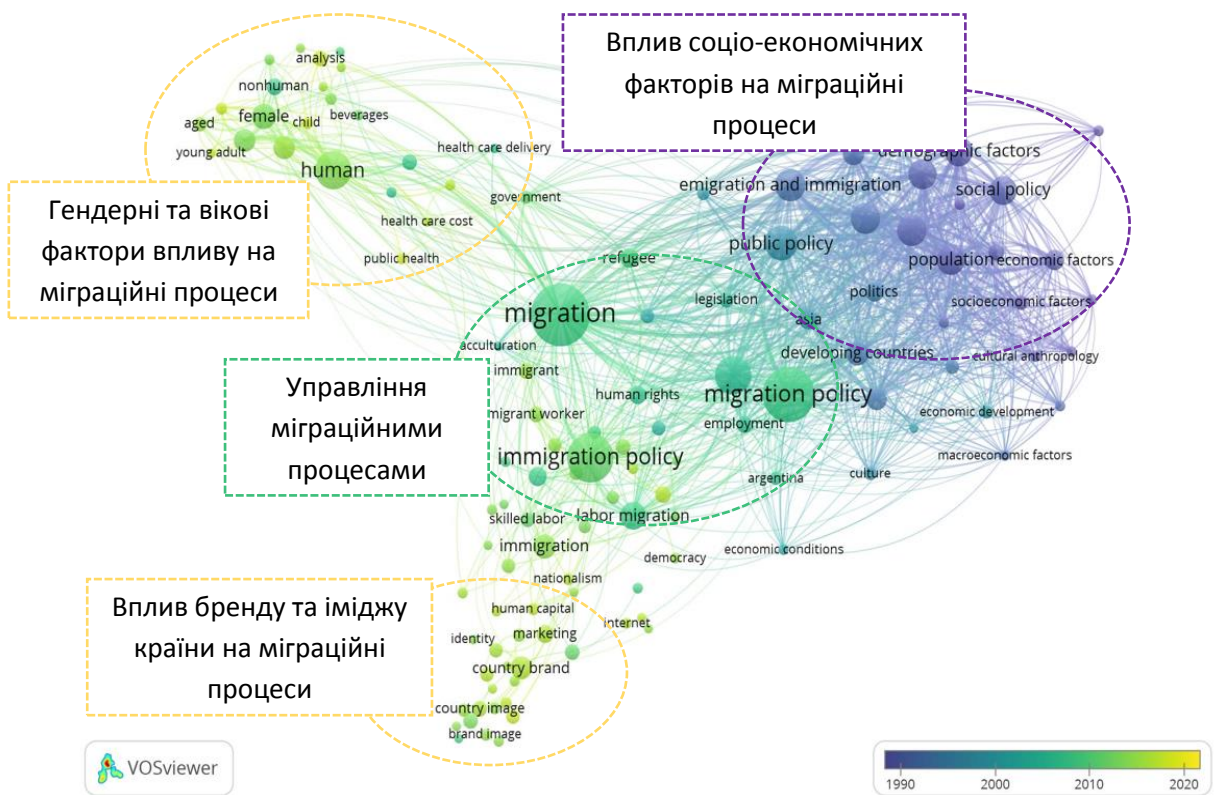 Вплив соціо-економічних
факторів на міграційні
процеси
analysis
nonhuman
female
child
beverages
aged
young adult
human
health care delivery
health care cost
government
public health
Гендерні та вікові
фактори впливу на
міграційні процеси
demographic factors
emigration and immigration
social policy
public policy
population
economic factors
politics
socioeconomic factors
refugee
legislation
asia
migration
acculturation
developing countries
cultural anthropology
immigrant
human rights
migration policy
Управління
міграційними
процесами
migrant worker
employment
economic development
immigration policy
macroeconomic factors
argentina
culture
skilled labor
labor migration
immigration
democracy
economic conditions
nationalism
Вплив бренду та іміджу
країни на міграційні
процеси
human capital
internet
identity
marketing
country brand
country image
brand image
VOSviewer
1990
2000
2010
2020